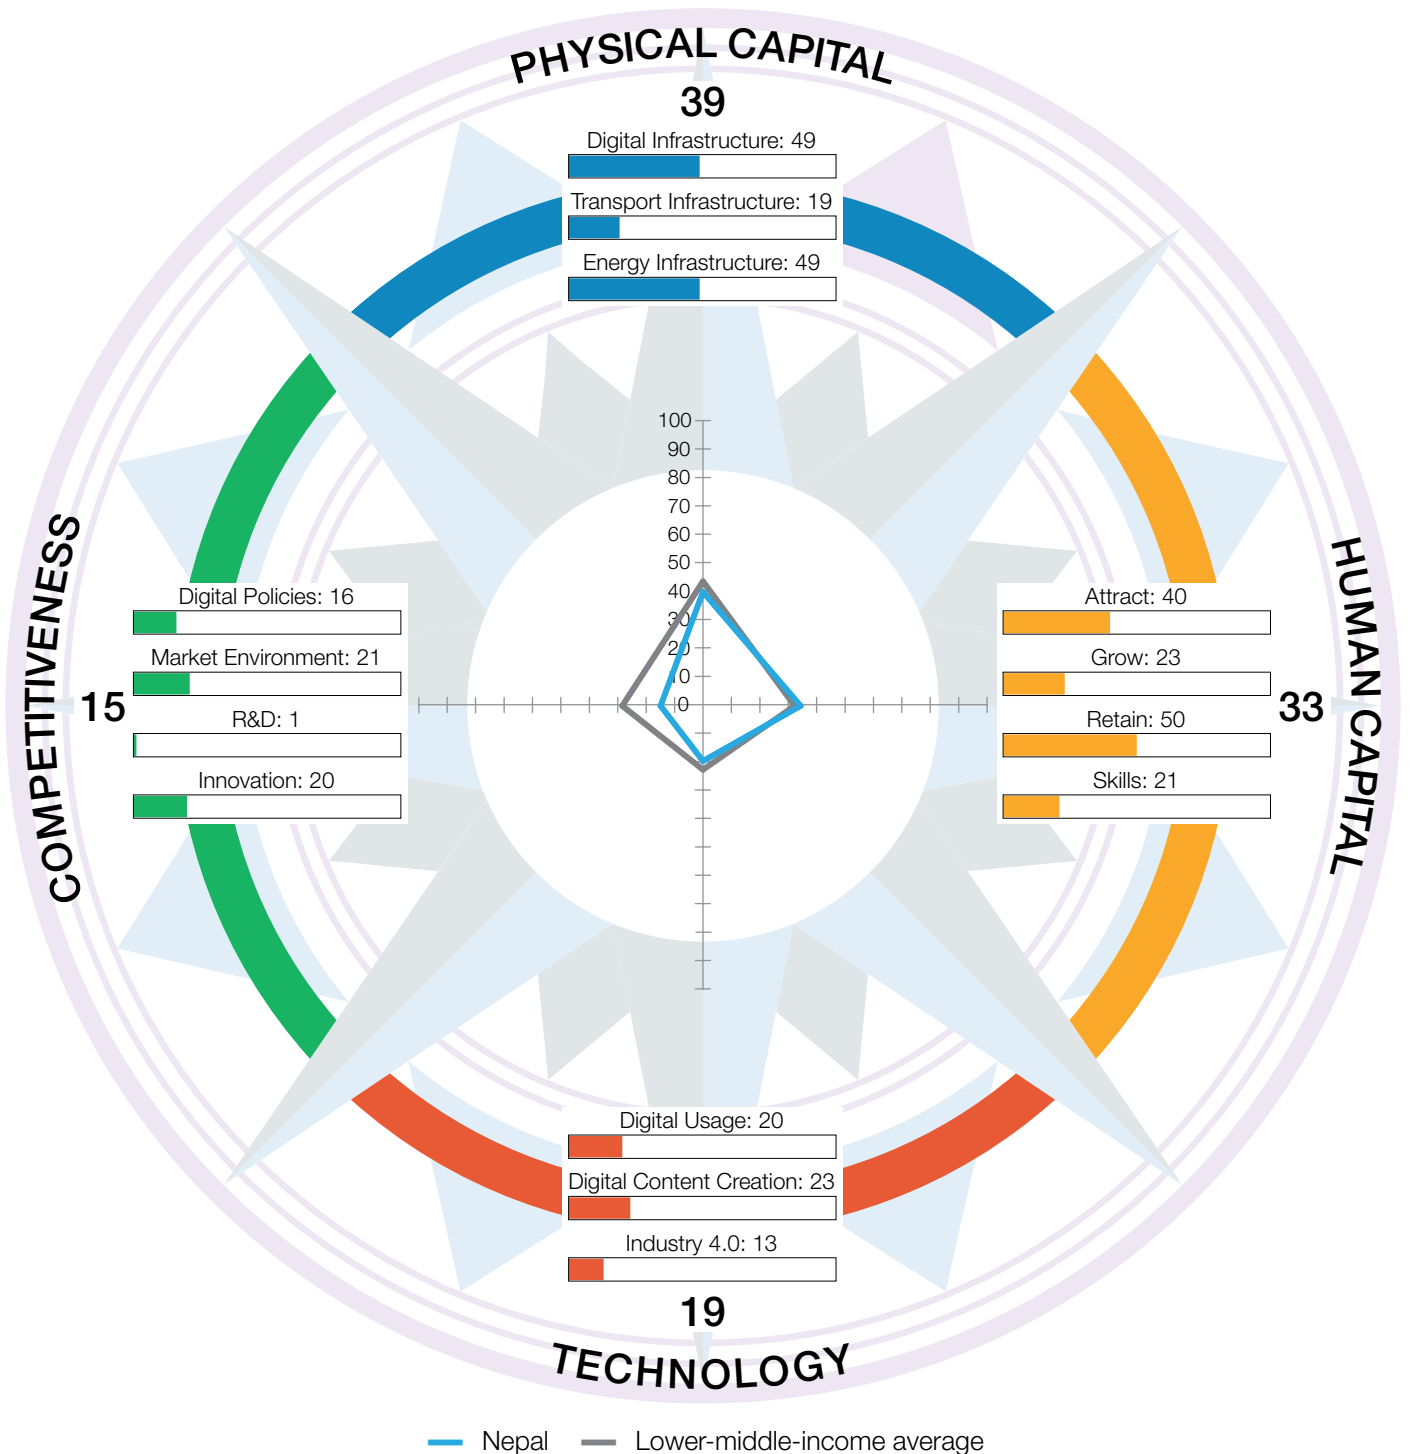 PHYSICAL CAPITAL
39
Digital Infrastructure: 49
Transport Infrastructure: 19
Energy Infrastructure: 49
100
90
80
70
60
50
40
30
20
10
0
COMPETITIVENESS
15
Digital Policies: 16
Market Environment: 21
R&D: 1
Innovation: 20
HUMAN CAPITAL
33
Attract: 40
Grow: 23
Retain: 50
Skills: 21
Digital Usage: 20
Digital Content Creation: 23
Industry 4.0: 13
19
TECHNOLOGY
Nepal
Lower-middle-income average